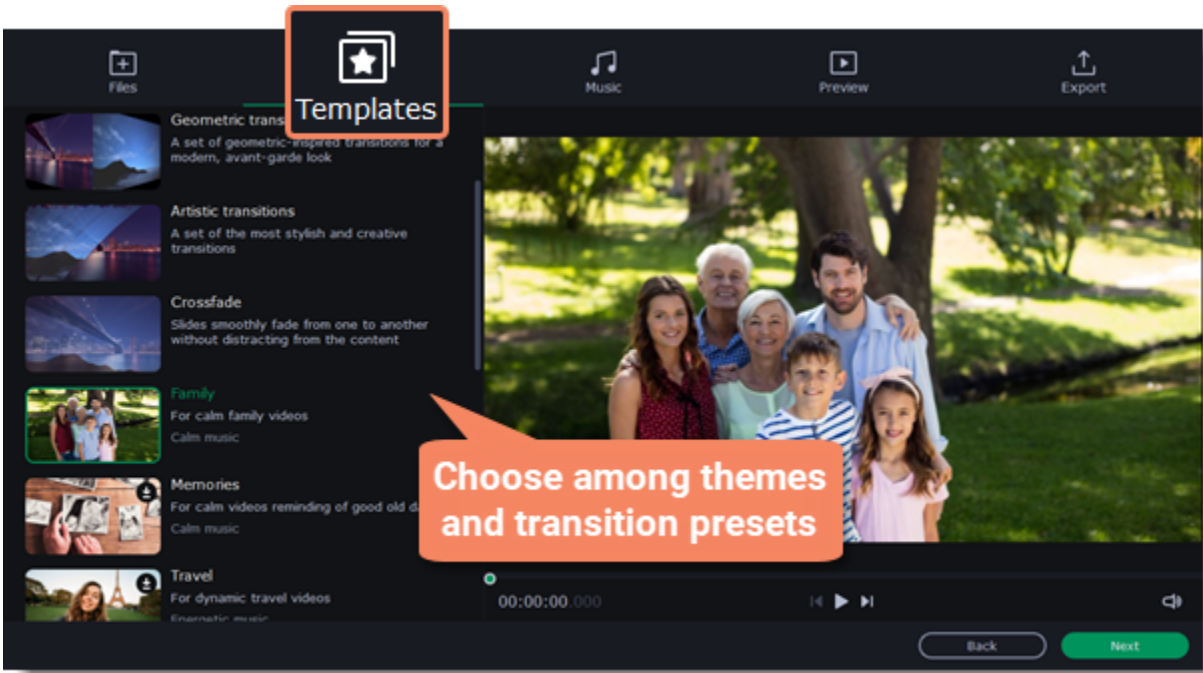 Files
Templates
Music
Preview
Export
Geometric trans
A set of geometric-inspired transitions for a
modern, avant-garde look
Artistic transitions
A set of the most stylish and creative
transitions
Crossfade
Slides smoothly fade from one to another
without distracting from the content
Family
For calm family videos
Calm music
Memories
For calm videos reminding of good old d
Calm music
Travel
For dynamic travel videos
Energetic music
Choose among themes
and transition presets
00:00:00.000
Back
Next